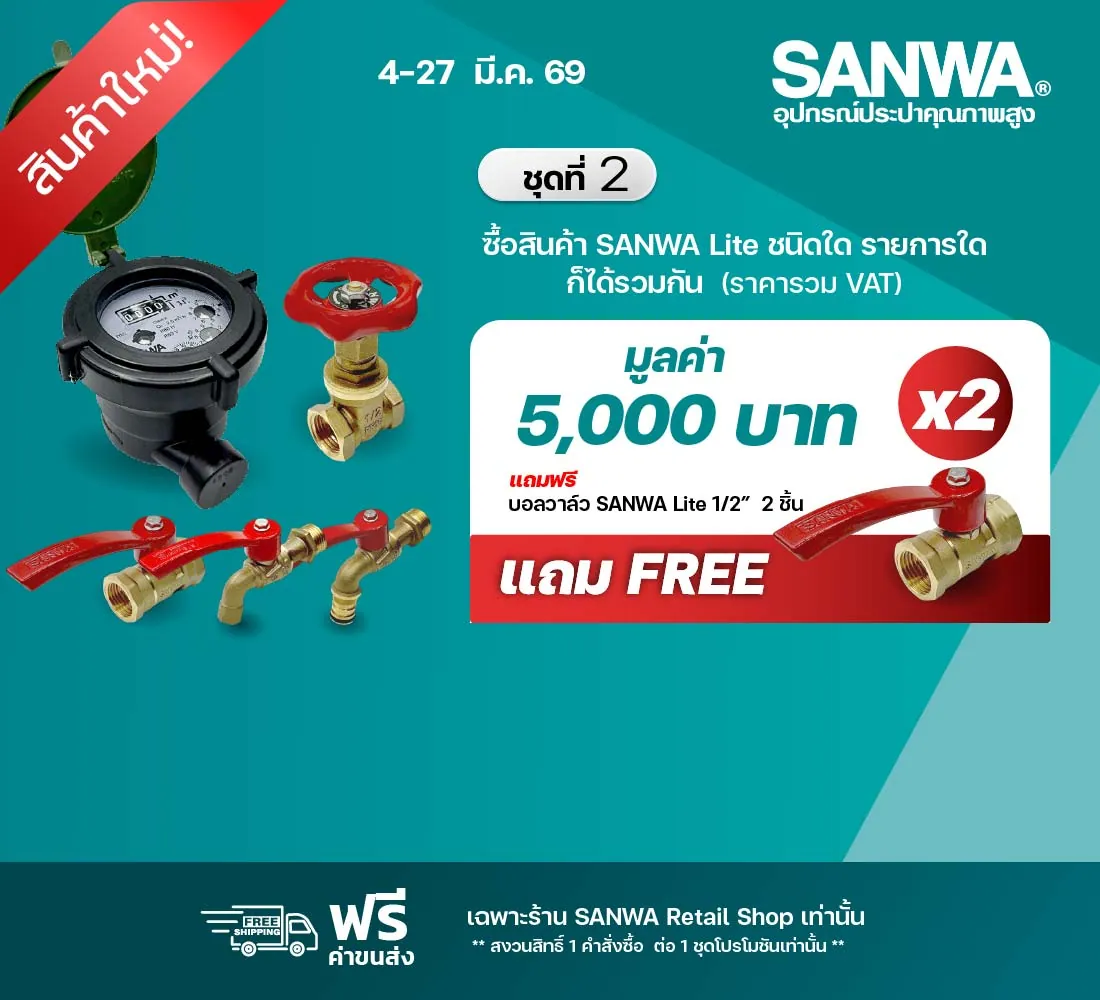 สินค้าใหม่!
4-27 มี.ค. 69
SANWA®
อุปกรณ์ประปาคุณภาพสูง
ชุดที่ 2
ซื้อสินค้า SANWA Lite ชนิดใด รายการใด
ก็ได้รวมกัน (ราคารวม VAT)
มูลค่า
5,000 บาท
x2
แถมฟรี
บอลวาล์ว SANWA Lite 1/2” 2 ชิ้น
แถม FREE
SANWA
1/2
FREE
SHIPPING
ฟรี
ค่าขนส่ง
เฉพาะร้าน SANWA Retail Shop เท่านั้น
** สงวนสิทธิ์ 1 คำสั่งซื้อ ต่อ 1 ชุดโปรโมชันเท่านั้น **